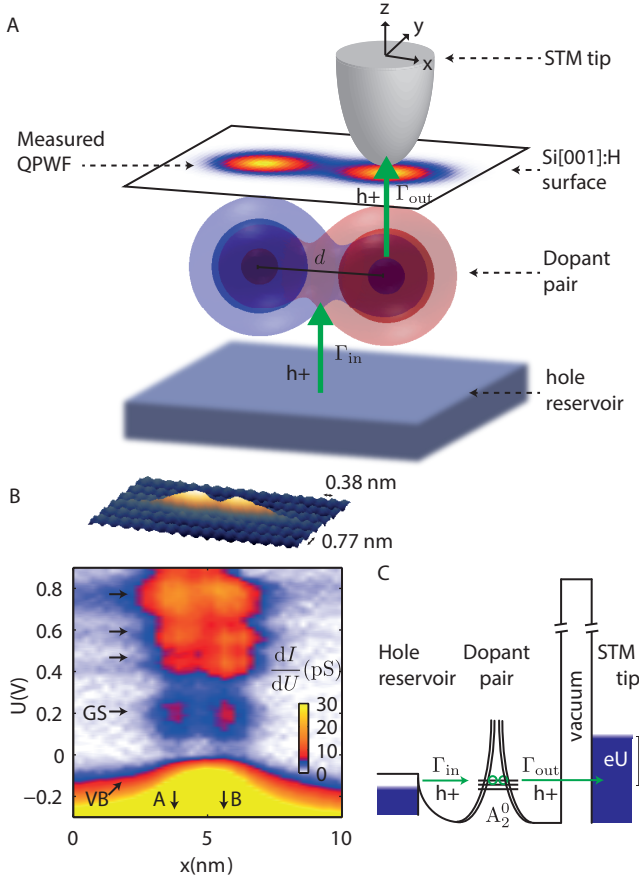 A
z
y
x
STM tip
Measured
QPWF
Si[001]:H
surface
h+ Γout
d
Dopant
pair
Γin
h+
hole
reservoir
B
0.38 nm
0.77 nm
0.8
0.6
0.4
0.2
0
−0.2
U(V)
GS
VB
A
B
dI
dU
(pS)
30
20
10
0
0
5
10
x(nm)
C
Hole
reservoir
Dopant
pair
vacuum
STM
tip
eU
Γin
Γout
h+
h+
A⁰₂